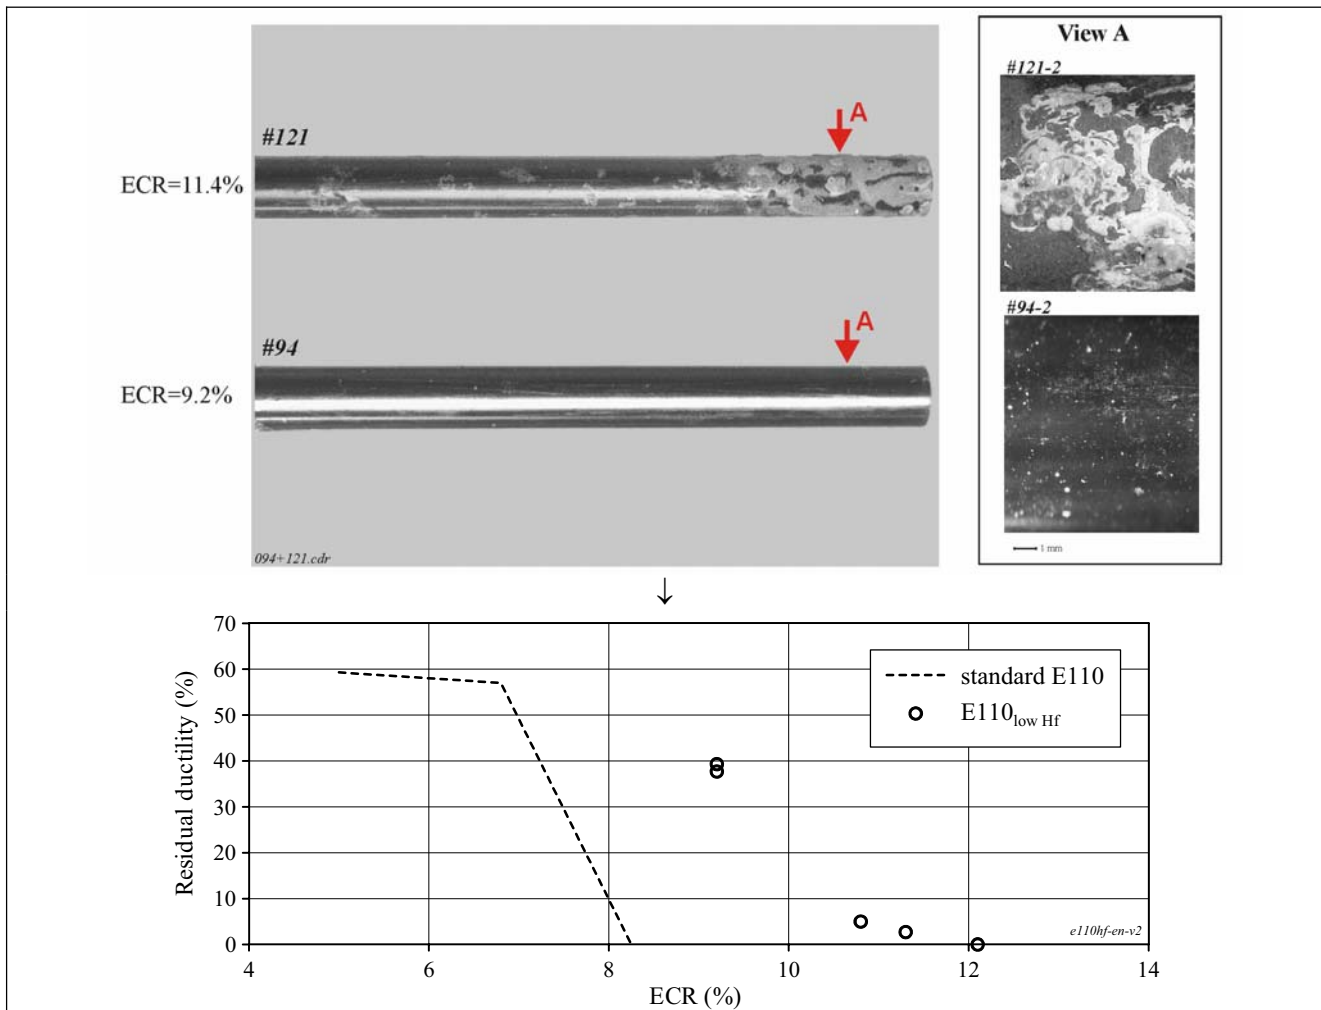 View A
#121-2
A
#121
ECR=11.4%
#94-2
A
#94
ECR=9.2%
1 mm
094+121.cdr
↓
70
60
50
40
30
20
10
0
Residual ductility (%)
standard E110
E110low Hf
e110hf-en-v2
4 6 8 10 12 14
ECR (%)